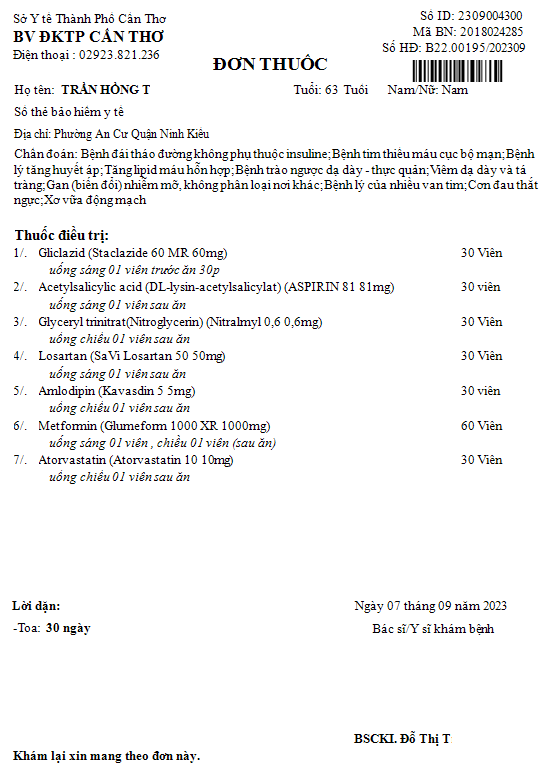 Sở Y tế Thành Phố Cần Thơ
BV ĐKTP CẦN THƠ
Điện thoại : 02923.821.236
Số ID: 2309004300
Mã BN: 2018024285
Số HĐ: B22.00195/202309
ĐƠN THUỐC
Họ tên: TRẦN HỒNG T Tuổi: 63 Tuổi Nam/Nữ: Nam
Số thẻ bảo hiểm y tế
Địa chỉ: Phường An Cư Quận Ninh Kiều
Chẩn đoán: Bệnh đái tháo đường không phụ thuộc insuline;Bệnh tim thiếu máu cục bộ mạn;Bệnh
lý tăng huyết áp;Tăng lipid máu hỗn hợp;Bệnh trào ngược dạ dày - thực quản;Viêm dạ dày và tá
tràng;Gan (biến đổi) nhiễm mỡ, không phân loại nơi khác;Bệnh lý của nhiều van tim;Cơn đau thắt
ngực;Xơ vữa động mạch
Thuốc điều trị:
1/. Gliclazid (Staclazide 60 MR 60mg) 30 Viên
uống sáng 01 viên trước ăn 30p
2/. Acetylsalicylic acid (DL-lysin-acetylsalicylat) (ASPIRIN 81 81mg) 30 viên
uống sáng 01 viên sau ăn
3/. Glyceryl trinitrat(Nitroglycerin) (Nitralmyl 0,6 0,6mg) 30 Viên
uống chiều 01 viên sau ăn
4/. Losartan (SaVi Losartan 50 50mg) 30 Viên
uống sáng 01 viên sau ăn
5/. Amlodipin (Kavasdin 5 5mg) 30 viên
uống chiều 01 viên sau ăn
6/. Metformin (Glumeform 1000 XR 1000mg) 60 Viên
uống sáng 01 viên , chiều 01 viên (sau ăn)
7/. Atorvastatin (Atorvastatin 10 10mg) 30 Viên
uống chiều 01 viên sau ăn
Lời dặn: Ngày 07 tháng 09 năm 2023
-Toa: 30 ngày Bác sĩ/Y sĩ khám bệnh
BSCKI. Đỗ Thị T
Khám lại xin mang theo đơn này.